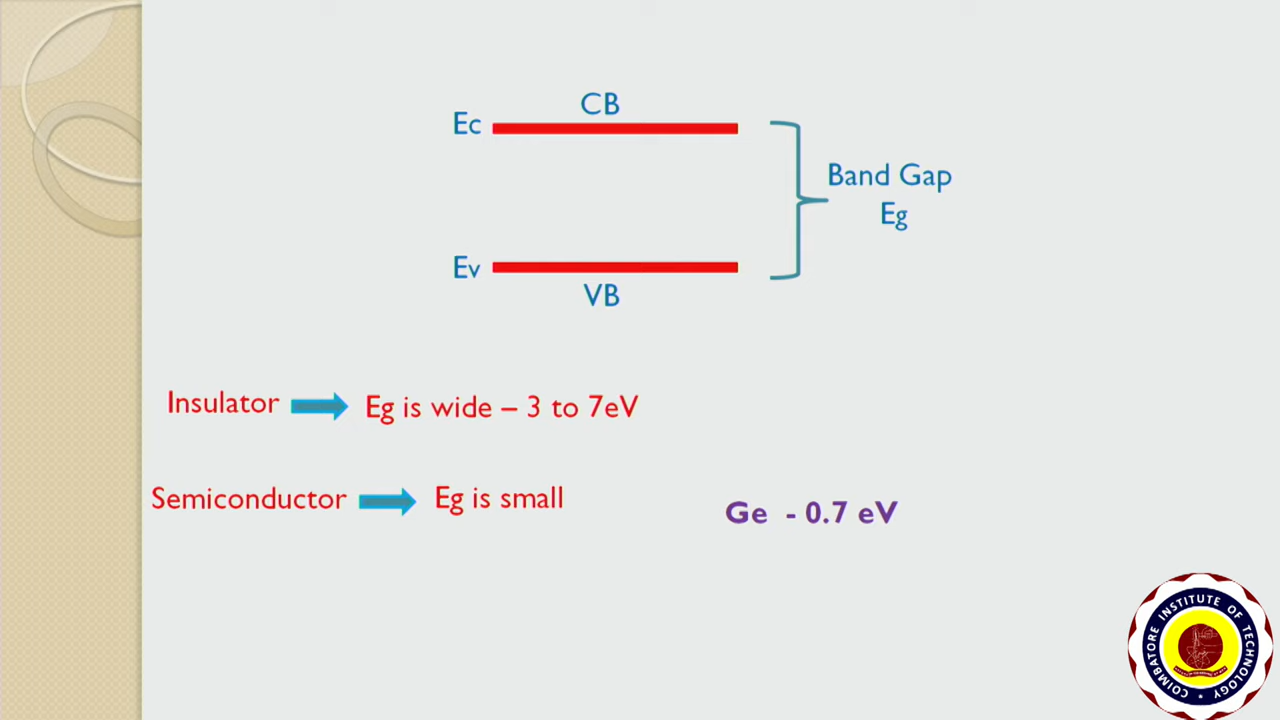 CB
Ec
Band Gap
Eg
Ev
VB
Insulator
Eg is wide – 3 to 7eV
Semiconductor
Eg is small
Ge - 0.7 eV
COIMBATORE INSTITUTE OF TECHNOLOGY